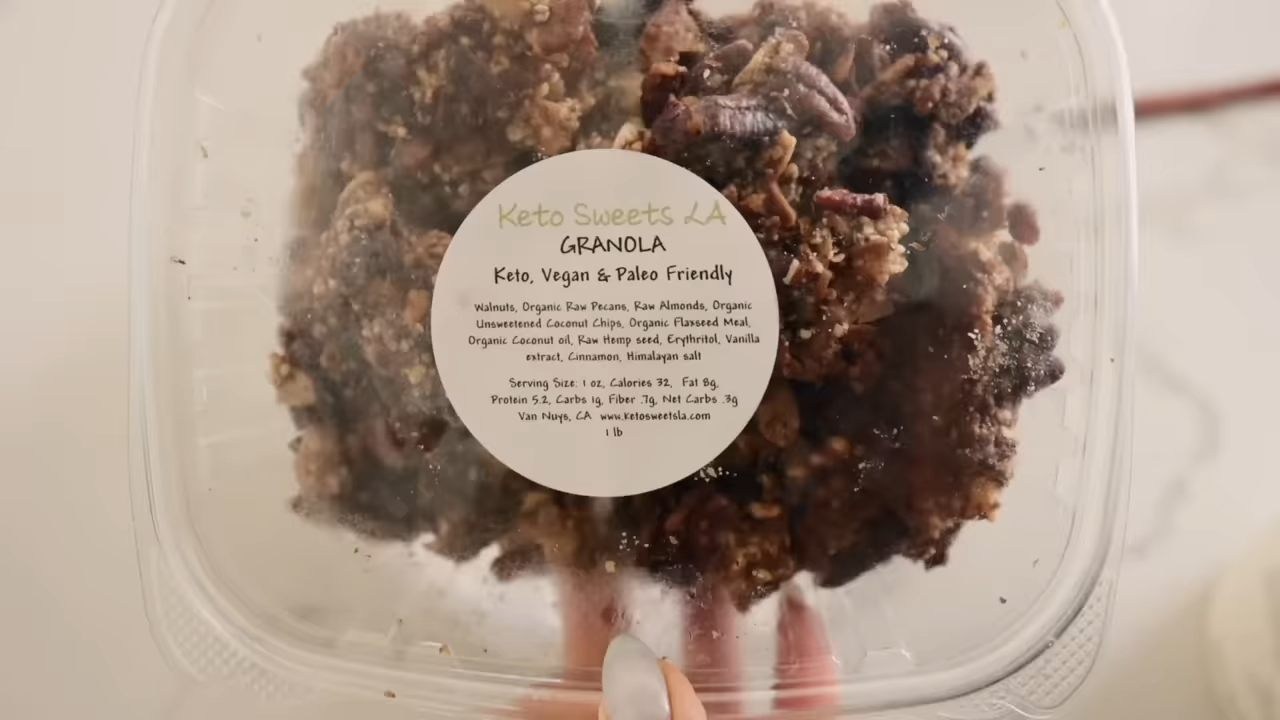 Keto Sweets LA
GRANOLA
Keto, Vegan & Paleo Friendly
Walnuts, Organic Raw Pecans, Raw Almonds, Organic
Unsweetened Coconut Chips, Organic Flaxseed Meal,
Organic Coconut oil, Raw Hemp seed, Erythritol, Vanilla
extract, Cinnamon, Himalayan salt
Serving Size: 1 oz, Calories 32, Fat 8g,
Protein 5.2, Carbs 1g, Fiber .7g, Net Carbs .3g
Van Nuys, CA www.ketosweetsla.com
1 lb